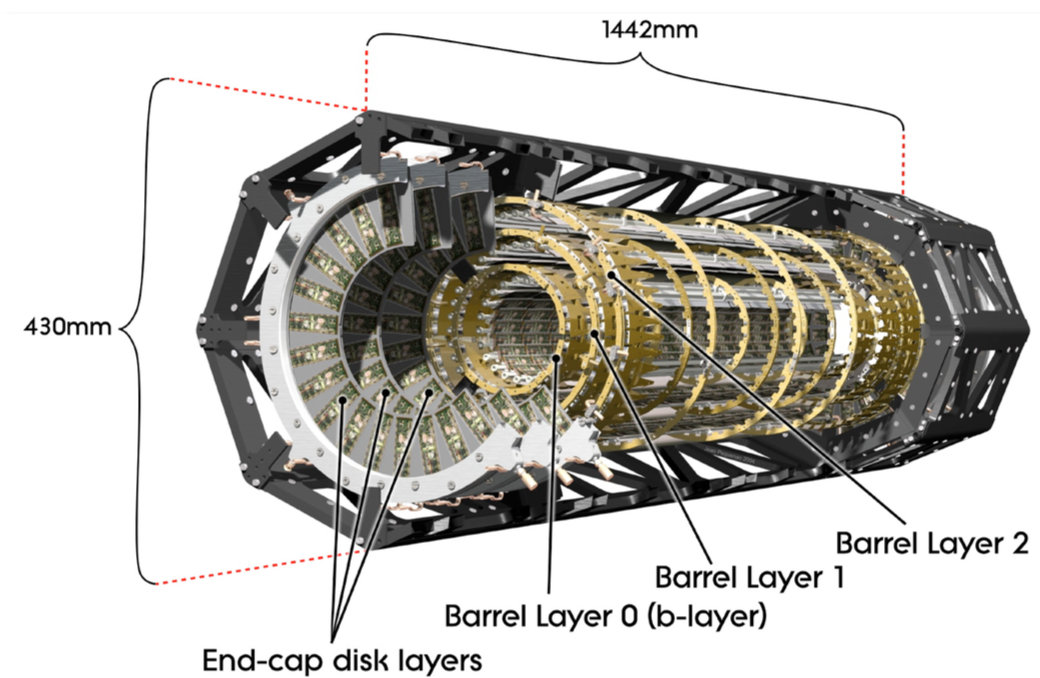 1442mm
430mm
Barrel Layer 2
Barrel Layer 1
Barrel Layer 0 (b-layer)
End-cap disk layers